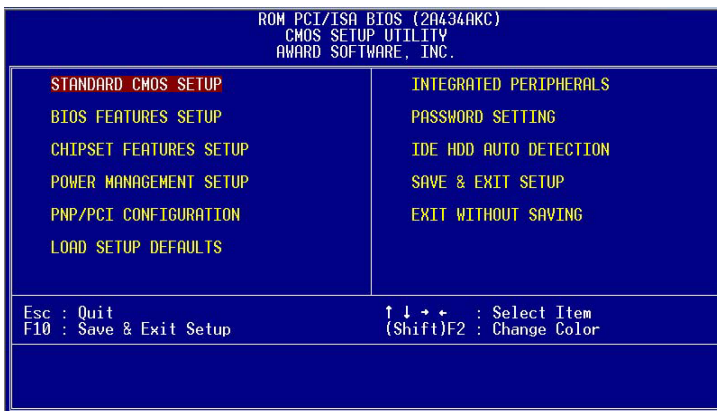 ROM PCI/ISA BIOS (2A434AKC)
CMOS SETUP UTILITY
AWARD SOFTWARE, INC.
STANDARD CMOS SETUP
BIOS FEATURES SETUP
CHIPSET FEATURES SETUP
POWER MANAGEMENT SETUP
PNP/PCI CONFIGURATION
LOAD SETUP DEFAULTS
INTEGRATED PERIPHERALS
PASSWORD SETTING
IDE HDD AUTO DETECTION
SAVE & EXIT SETUP
EXIT WITHOUT SAVING
Esc : Quit
F10 : Save & Exit Setup
↑ ↓ → ← : Select Item
(Shift)F2 : Change Color